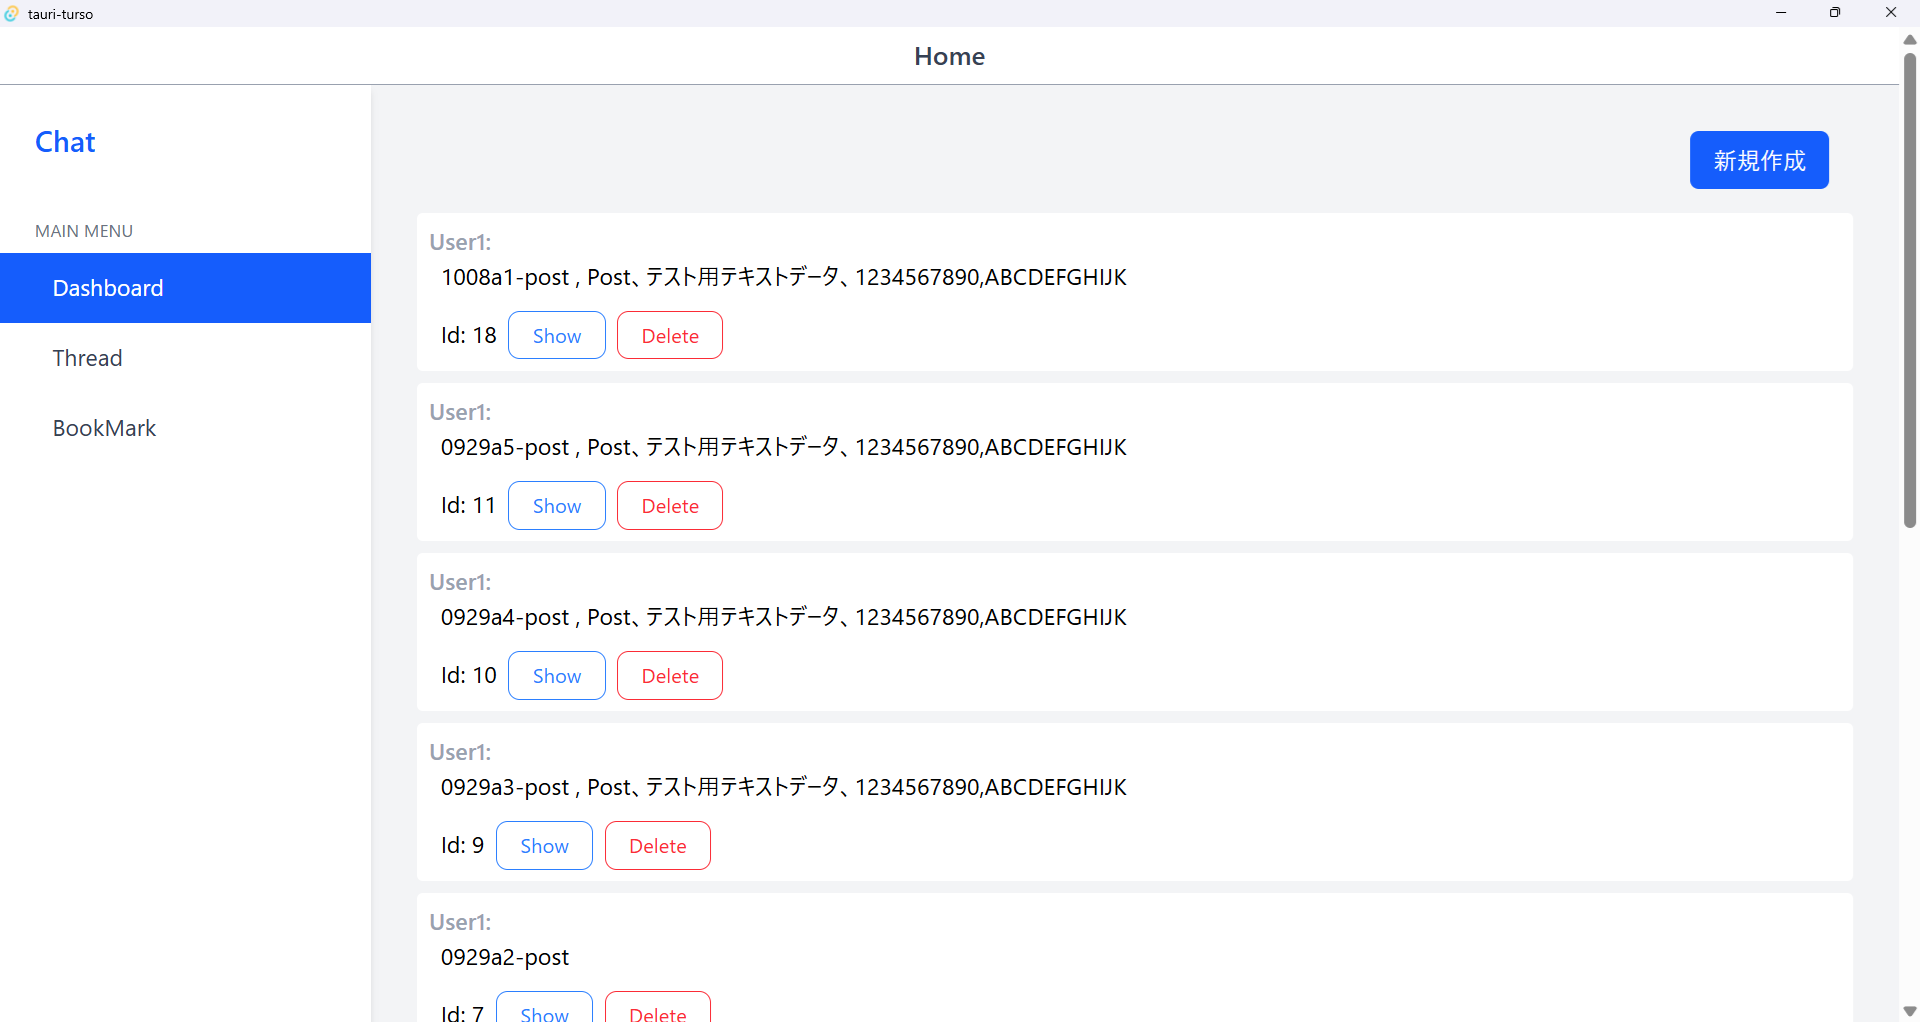 tauri-turso
Home
Chat
新規作成
MAIN MENU
Dashboard
Thread
BookMark
User1:
1008a1-post , Post、テスト用テキストデータ、1234567890,ABCDEFGHIJK
Id: 18 Show Delete
User1:
0929a5-post , Post、テスト用テキストデータ、1234567890,ABCDEFGHIJK
Id: 11 Show Delete
User1:
0929a4-post , Post、テスト用テキストデータ、1234567890,ABCDEFGHIJK
Id: 10 Show Delete
User1:
0929a3-post , Post、テスト用テキストデータ、1234567890,ABCDEFGHIJK
Id: 9 Show Delete
User1:
0929a2-post
Id: 7 Show Delete